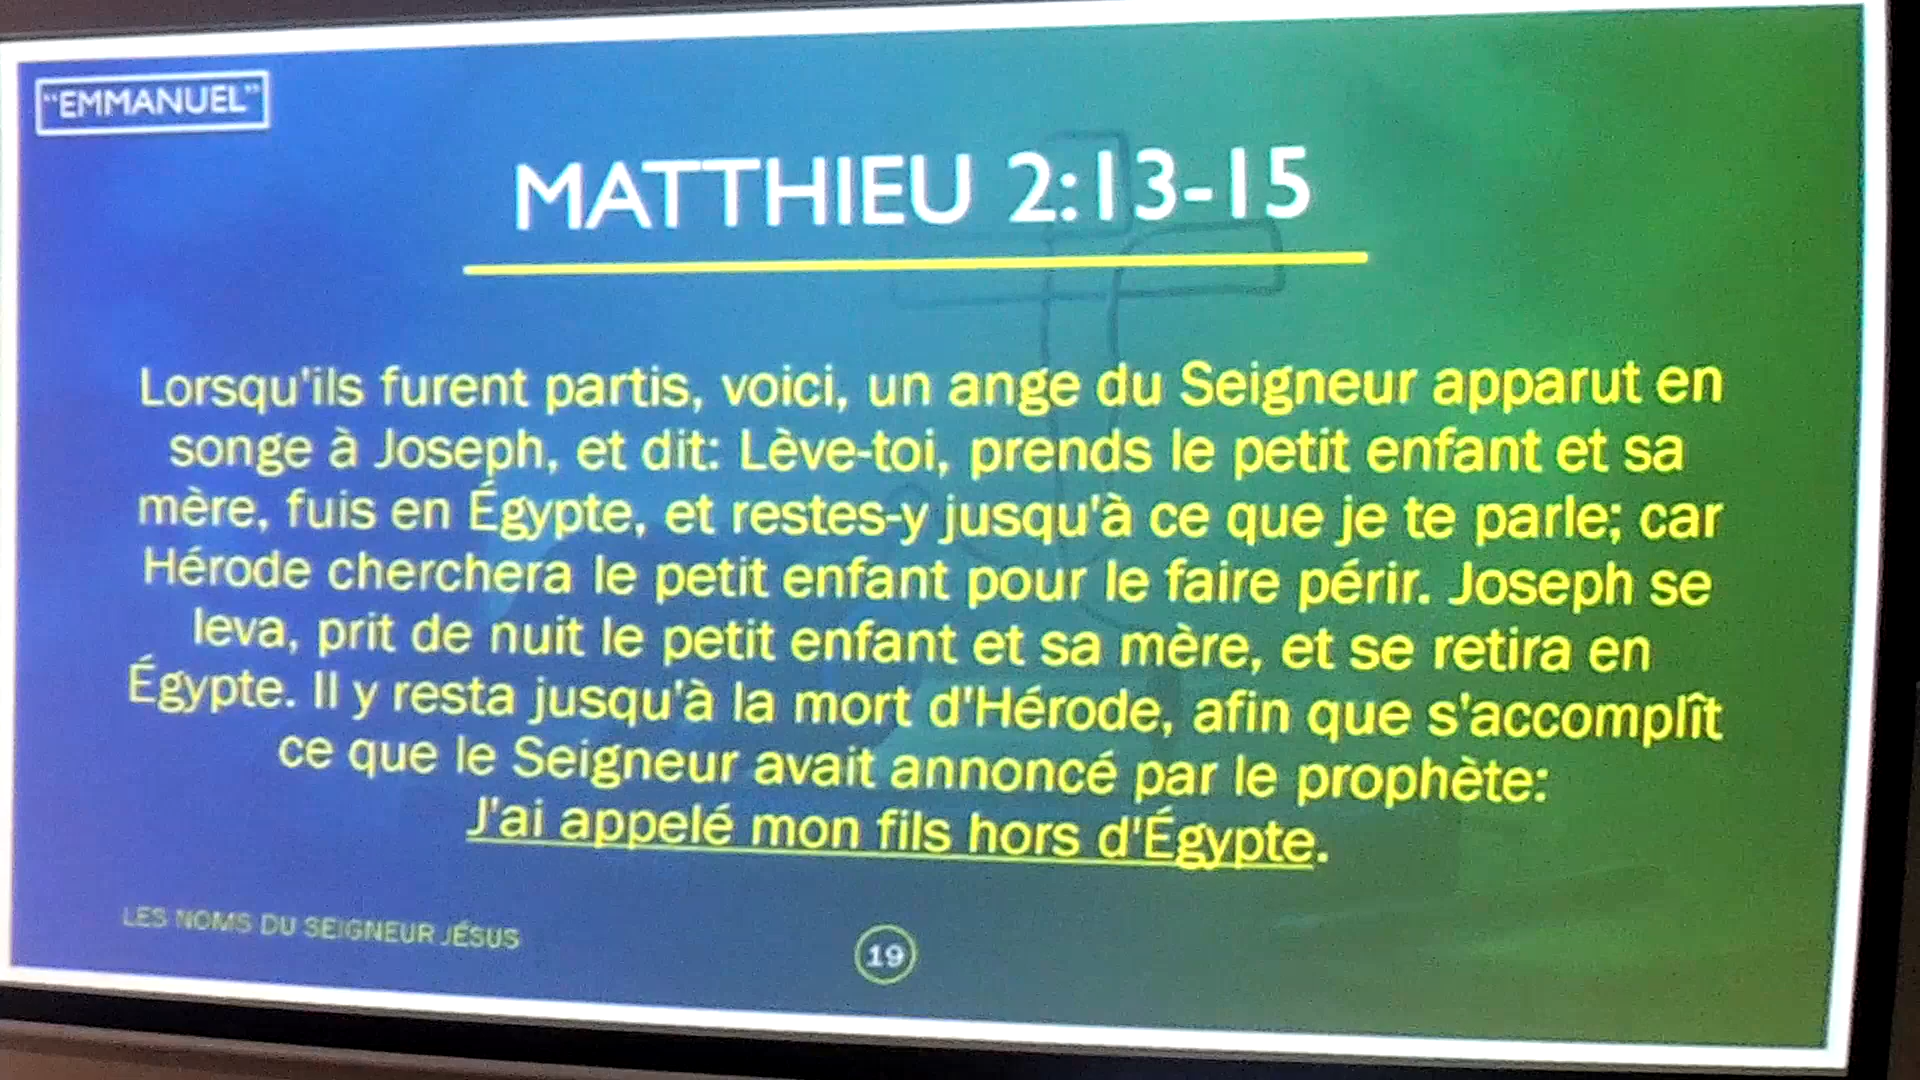 "EMMANUEL"
MATTHIEU 2:13-15
Lorsqu'ils furent partis, voici, un ange du Seigneur apparut en
songe à Joseph, et dit: Lève-toi, prends le petit enfant et sa
mère, fuis en Égypte, et restes-y jusqu'à ce que je te parle; car
Hérode cherchera le petit enfant pour le faire périr. Joseph se
leva, prit de nuit le petit enfant et sa mère, et se retira en
Égypte. Il y resta jusqu'à la mort d'Hérode, afin que s'accomplît
ce que le Seigneur avait annoncé par le prophète:
J'ai appelé mon fils hors d'Égypte.
LES NOMS DU SEIGNEUR JÉSUS
19